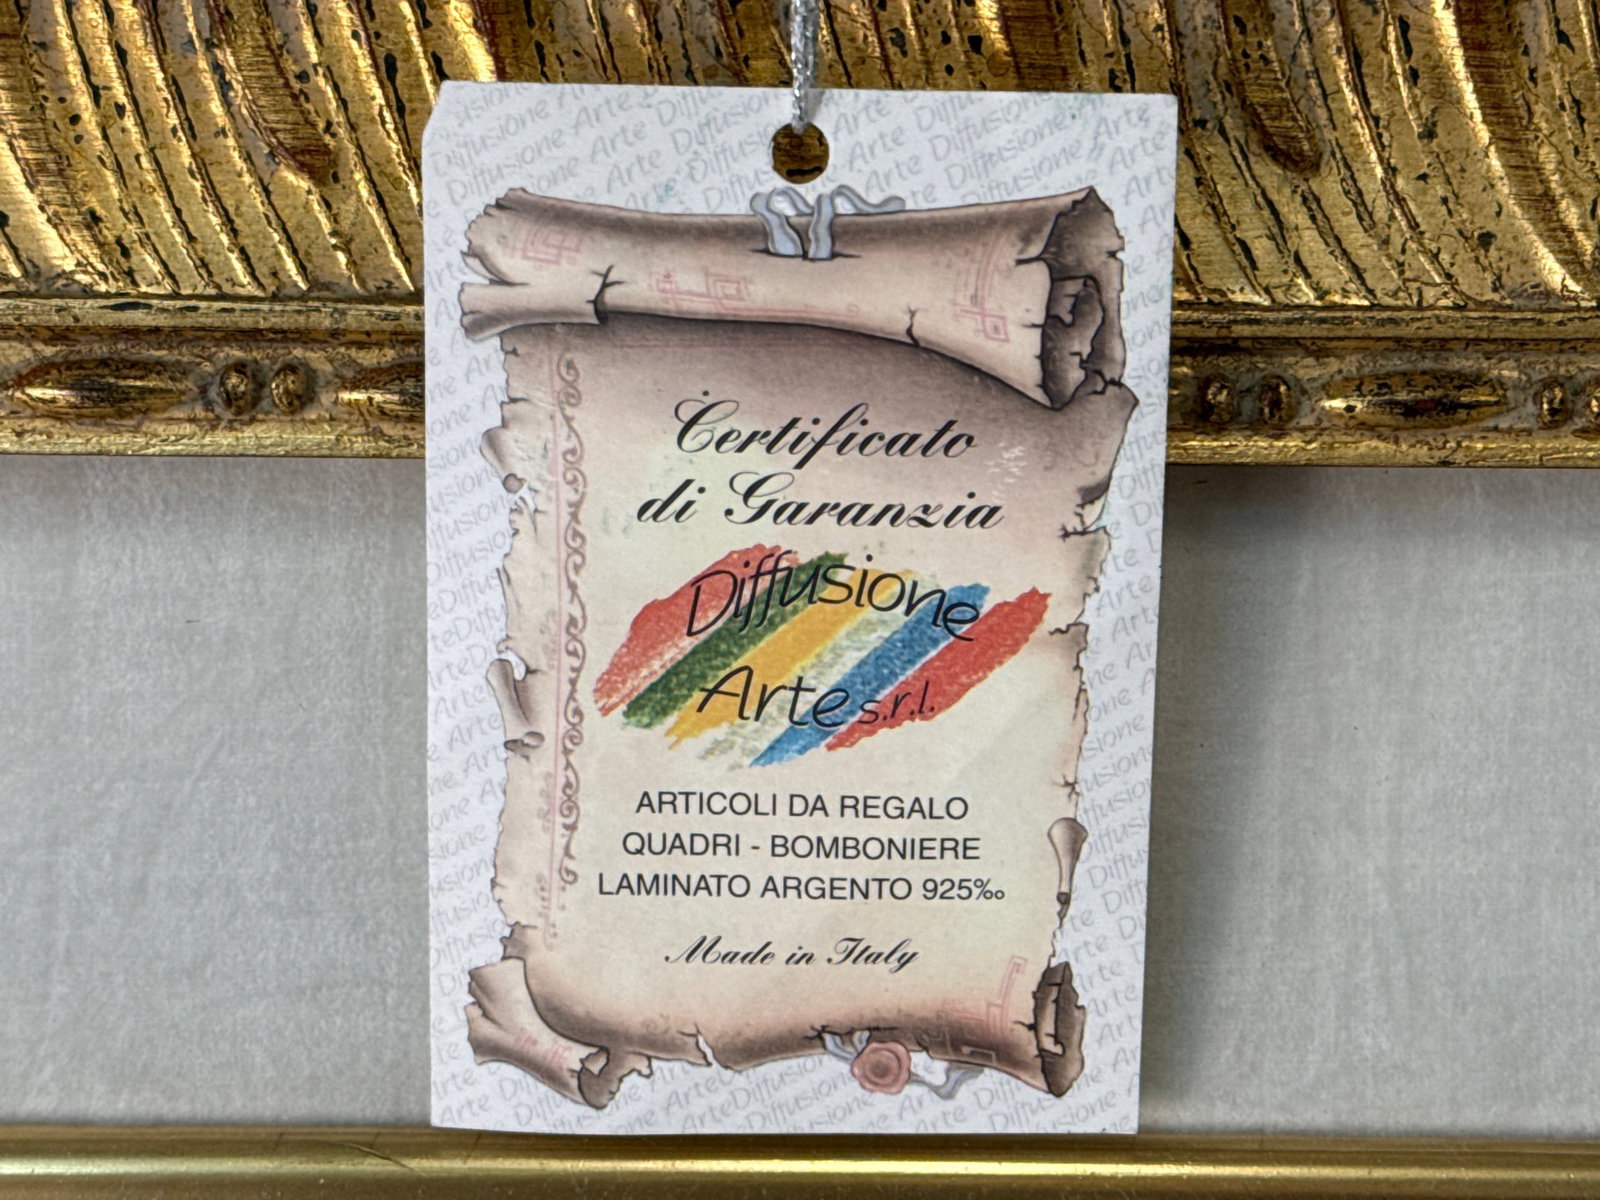 Certificato
di Garanzia
Diffusione
Arte s.r.l.
ARTICOLI DA REGALO
QUADRI - BOMBONIERE
LAMINATO ARGENTO 925‰
Made in Italy